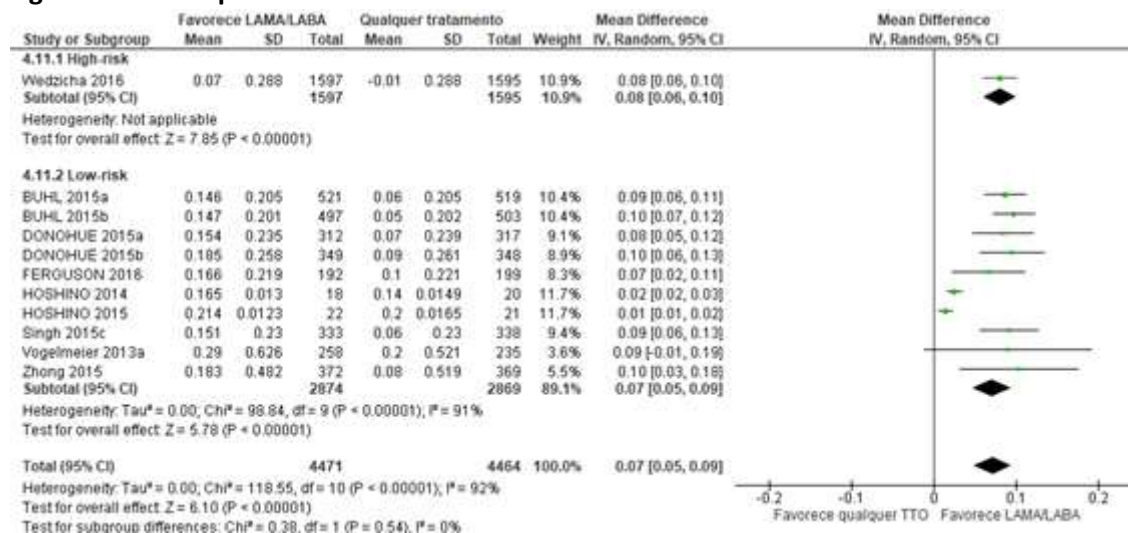 Favorece LAMA/LABA Qualquer tratamento Mean Difference Mean Difference
Study or Subgroup Mean SD Total Mean SD Total Weight IV, Random, 95% CI IV, Random, 95% CI
4.11.1 High-risk
Wedzicha 2016 0.07 0.288 1597 -0.01 0.288 1595 10.9% 0.08 [0.06, 0.10]
Subtotal (95% CI) 1597 1595 10.9% 0.08 [0.06, 0.10]
Heterogeneity: Not applicable
Test for overall effect: Z = 7.85 (P < 0.00001)
4.11.2 Low-risk
BUHL 2015a 0.146 0.205 521 0.06 0.205 519 10.4% 0.09 [0.06, 0.11]
BUHL 2015b 0.147 0.201 497 0.05 0.202 503 10.4% 0.10 [0.07, 0.12]
DONOHUE 2015a 0.154 0.235 312 0.07 0.239 317 9.1% 0.08 [0.05, 0.12]
DONOHUE 2015b 0.185 0.258 349 0.09 0.261 348 8.9% 0.10 [0.06, 0.13]
FERGUSON 2016 0.166 0.219 192 0.1 0.221 199 8.3% 0.07 [0.02, 0.11]
HOSHINO 2014 0.165 0.013 18 0.14 0.0149 20 11.7% 0.02 [0.02, 0.03]
HOSHINO 2015 0.214 0.0123 22 0.2 0.0165 21 11.7% 0.01 [0.01, 0.02]
Singh 2015c 0.151 0.23 333 0.06 0.23 338 9.4% 0.09 [0.06, 0.13]
Vogelmeier 2013a 0.29 0.626 258 0.2 0.521 235 3.6% 0.09 [-0.01, 0.19]
Zhong 2015 0.183 0.482 372 0.08 0.519 369 5.5% 0.10 [0.03, 0.18]
Subtotal (95% CI) 2874 2869 89.1% 0.07 [0.05, 0.09]
Heterogeneity: Tau² = 0.00; Chi² = 98.84, df = 9 (P < 0.00001); I² = 91%
Test for overall effect: Z = 5.78 (P < 0.00001)
Total (95% CI) 4471 4464 100.0% 0.07 [0.05, 0.09]
Heterogeneity: Tau² = 0.00; Chi² = 118.55, df = 10 (P < 0.00001); I² = 92%
Test for overall effect: Z = 6.10 (P < 0.00001)
Test for subgroup differences: Chi² = 0.38, df = 1 (P = 0.54), I² = 0%
-0.2 -0.1 0 0.1 0.2
Favorece qualquer TTO Favorece LAMA/LABA